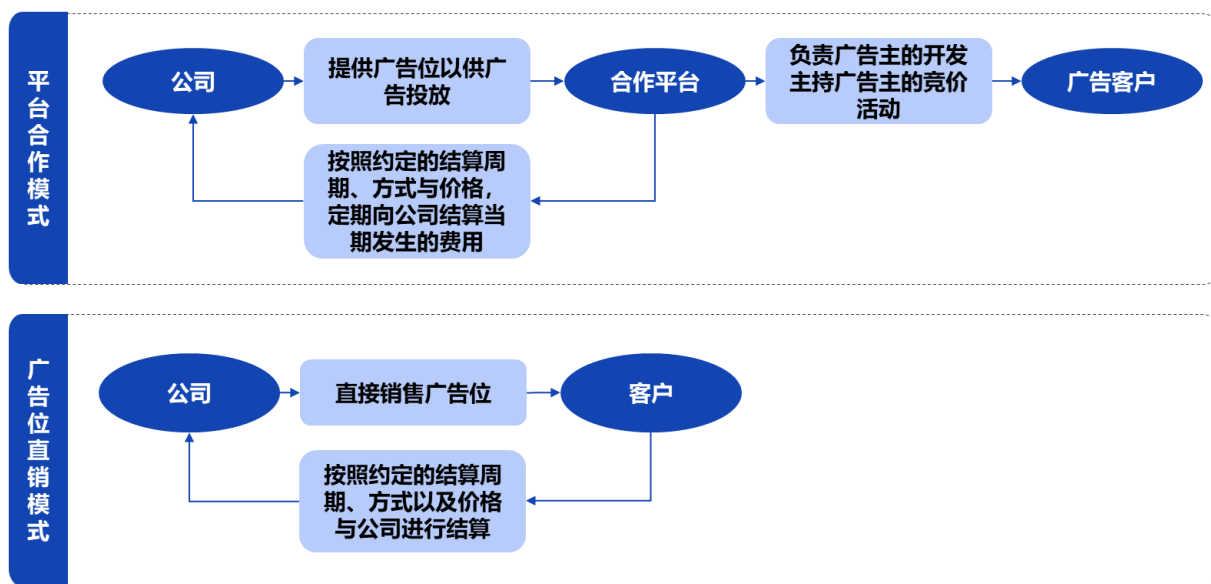 平台合作模式
公司
提供广告位以供广
告投放
合作平台
负责广告主的开发
主持广告主的竞价
活动
广告客户
按照约定的结算周
期、方式与价格，
定期向公司结算当
期发生的费用
广告位直销模式
公司
直接销售广告位
客户
按照约定的结算周
期、方式以及价格
与公司进行结算